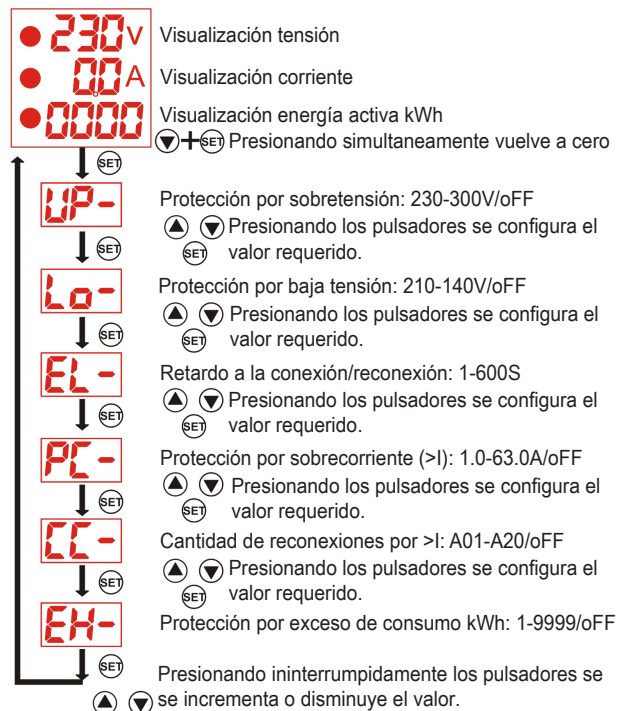 230V Visualización tensión
0.0A Visualización corriente
0000 Visualización energía activa kWh
+SET Presionando simultaneamente vuelve a cero
SET
UP- Protección por sobretensión: 230-300V/oFF
Presionando los pulsadores se configura el
SET SET valor requerido.
Lo- Protección por baja tensión: 210-140V/oFF
Presionando los pulsadores se configura el
SET SET valor requerido.
EL- Retardo a la conexión/reconexión: 1-600S
Presionando los pulsadores se configura el
SET SET valor requerido.
PC- Protección por sobrecorriente (>I): 1.0-63.0A/oFF
Presionando los pulsadores se configura el
SET SET valor requerido.
CC- Cantidad de reconexiones por >I: A01-A20/oFF
Presionando los pulsadores se configura el
SET SET valor requerido.
EH- Protección por exceso de consumo kWh: 1-9999/oFF
SET
Presionando ininterrumpidamente los pulsadores se
se incrementa o disminuye el valor.